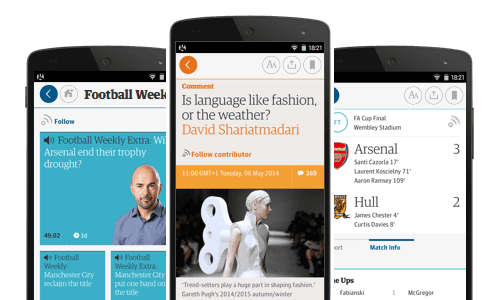 18:21
Football Week
Follow
Football Weekly Extra: Wi
Arsenal end their trophy
drought?
49:02
3d
Football
Weekly:
Manchester City
reclaim the title
Football
Weekly Extra:
Manchester City
put one hand on
the title
18:21
AA
Comment
Is language like fashion,
or the weather?
David Shariatmadari
Follow contributor
11:00 GMT+1 Tuesday, 06 May 2014
269
'Trend-setters play a huge part in shaping fashion.'
Gareth Pugh's 2014/2015 autumn/winter
18:21
AA
FT
FA Cup Final
Wembley Stadium
Arsenal 3
Santi Cazorla 17'
Laurent Koscielny 71'
Aaron Ramsey 109'
Hull 2
James Chester 4'
Curtis Davies 8'
port
Match Info
ne Ups
Fabianski 1 McGregor